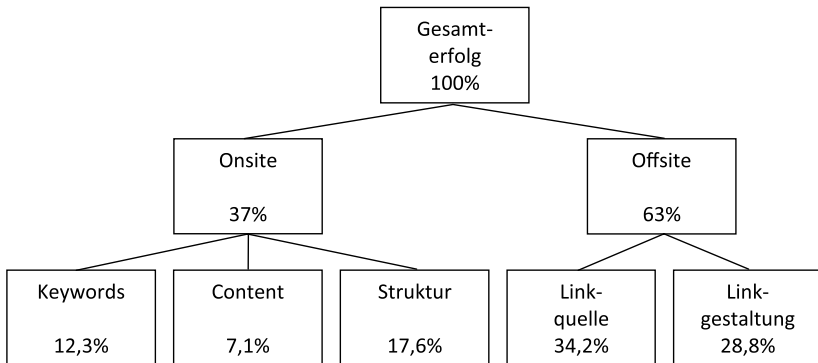 Gesamt-
erfolg
100%
Onsite
37%
Offsite
63%
Keywords
12,3%
Content
7,1%
Struktur
17,6%
Link-
quelle
34,2%
Link-
gestaltung
28,8%